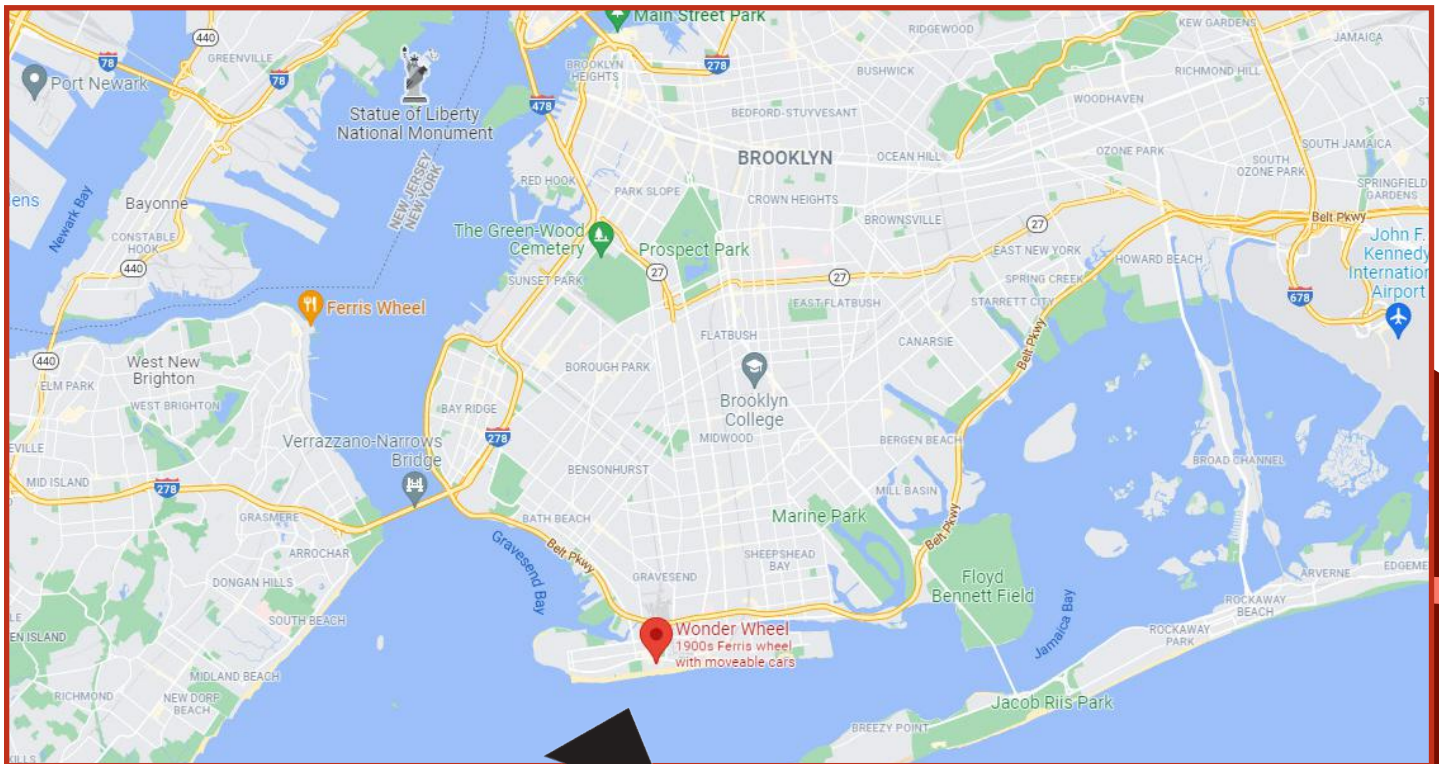 Main Street Park
RIDGEWOOD
KEW GARDENS
JAMAICA
440
GREENVILLE
78
78
278
BROOKLYN
HEIGHTS
BUSHWICK
RICHMOND HILL
Port Newark
Statue of Liberty
National Monument
478
BEDFORD-STUYVESANT
WOODHAVEN
BROOKLYN
OCEAN HILL
OZONE PARK
SOUTH JAMAICA
SOUTH
OZONE PARK
NEW JERSEY
NEW YORK
RED HOOK
PARK SLOPE
CROWN HEIGHTS
SPRINGFIELD
GARDENS
ens
Newark Bay
Bayonne
CONSTABLE
HOOK
440
The Green-Wood
Cemetery
Prospect Park
BROWNSVILLE
27
Belt Pkwy
EAST NEW YORK
HOWARD BEACH
John F.
Kennedy
Internation
Airport
SUNSET PARK
27
27
SPRING CREEK
STARRETT CITY
678
Ferris Wheel
EAST FLATBUSH
FLATBUSH
CANARSIE
Belt Pkwy
440
West New
Brighton
ELM PARK
WEST BRIGHTON
BOROUGH PARK
Brooklyn
College
BAY RIDGE
MIDWOOD
BERGEN BEACH
EVILLE
Verrazzano-Narrows
Bridge
278
BENSONHURST
BROAD CHANNEL
MID ISLAND
278
GRASMERE
MILL BASIN
BATH BEACH
Marine Park
Belt Pkwy
ARROCHAR
Gravesend Bay
Belt Pkwy
SHEEPSHEAD
BAY
DONGAN HILLS
GRAVESEND
Floyd
Bennett Field
ARVERNE
EDGEME
LE
EN ISLAND
SOUTH BEACH
Wonder Wheel
1900s Ferris wheel
with moveable cars
Jamaica Bay
ROCKAWAY
BEACH
ROCKAWAY
PARK
MIDLAND BEACH
RICHMOND
NEW DORP
BEACH
Jacob Riis Park
BREEZY POINT
KILLS